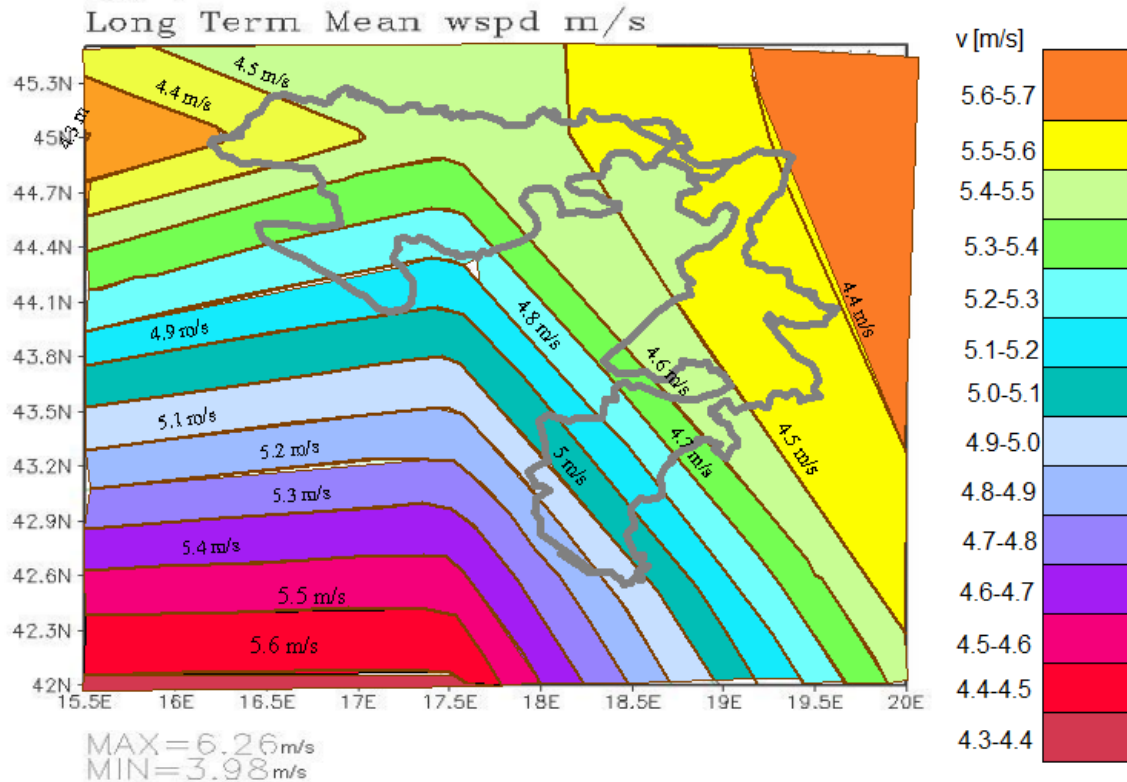 Long Term Mean wspd m/s
v [m/s]
45.3N
45N
44.7N
44.4N
44.1N
43.8N
43.5N
43.2N
42.9N
42.6N
42.3N
42N
15.5E 16E 16.5E 17E 17.5E 18E 18.5E 19E 19.5E 20E
4.5 m/s
4.4 m/s
4.3 m
4.9 m/s
4.8 m/s
4.4 m/s
4.6 m/s
4.7 m/s
4.5 m/s
5 m/s
5.1 m/s
5.2 m/s
5.3 m/s
5.4 m/s
5.5 m/s
5.6 m/s
5.6-5.7
5.5-5.6
5.4-5.5
5.3-5.4
5.2-5.3
5.1-5.2
5.0-5.1
4.9-5.0
4.8-4.9
4.7-4.8
4.6-4.7
4.5-4.6
4.4-4.5
4.3-4.4
MAX=6.26m/s
MIN=3.98m/s